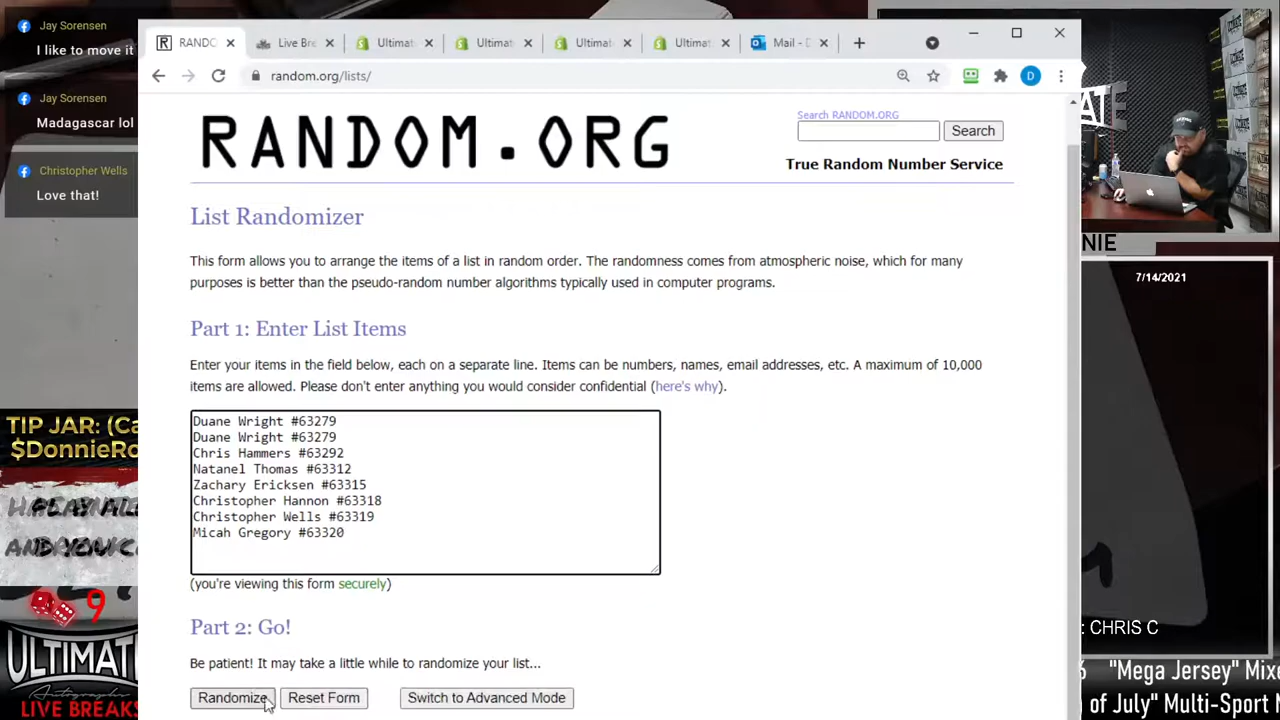 Jay Sorensen
I like to move it
Jay Sorensen
Madagascar lol
Christopher Wells
Love that!
Live Bre
Ultimat
Ultimat
Ultimat
Ultimat
Mail - D
random.org/lists/
D
RANDOM.ORG
Search RANDOM.ORG
Search
True Random Number Service
List Randomizer
This form allows you to arrange the items of a list in random order. The randomness comes from atmospheric noise, which for many
purposes is better than the pseudo-random number algorithms typically used in computer programs.
Part 1: Enter List Items
Enter your items in the field below, each on a separate line. Items can be numbers, names, email addresses, etc. A maximum of 10,000
items are allowed. Please don't enter anything you would consider confidential (here's why).
Duane Wright #63279
Duane Wright #63279
Chris Hammers #63292
Natanel Thomas #63312
Zachary Ericksen #63315
Christopher Hannon #63318
Christopher Wells #63319
Micah Gregory #63320
(you're viewing this form securely)
Part 2: Go!
Be patient! It may take a little while to randomize your list...
Randomize
Reset Form
Switch to Advanced Mode
TIP JAR: (Ca
$DonnieRo
9
ULTIMAT
LIVE BREAKS
NIE
7/14/2021
: CHRIS C
"Mega Jersey" Mixe
of July" Multi-Sport